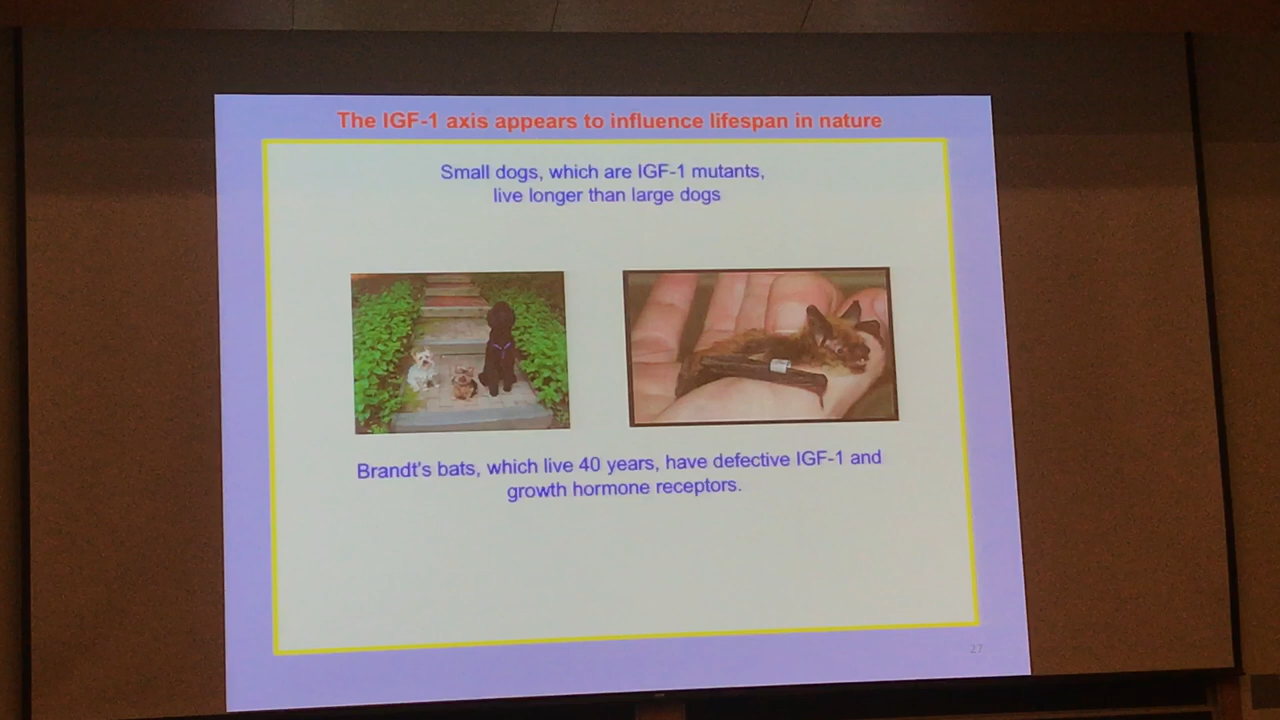 The IGF-1 axis appears to influence lifespan in nature
Small dogs, which are IGF-1 mutants,
live longer than large dogs
Brandt's bats, which live 40 years, have defective IGF-1 and
growth hormone receptors.
27